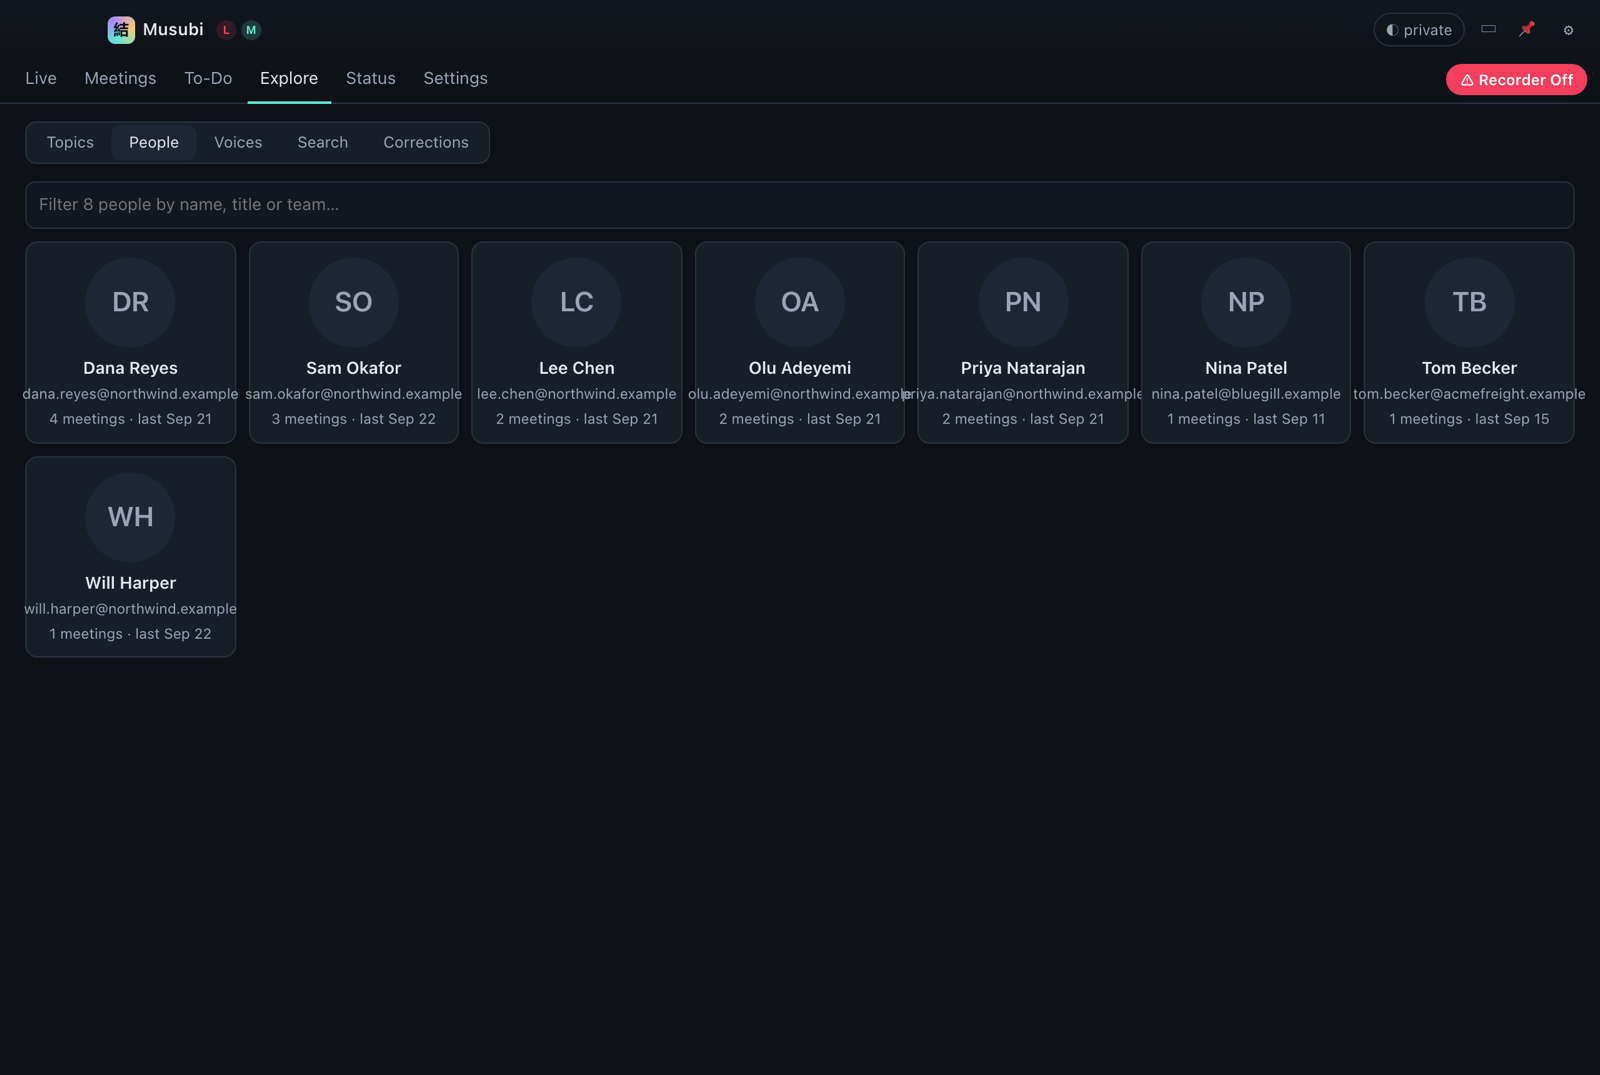 結 Musubi L M private
Live Meetings To-Do Explore Status Settings Recorder Off
Topics People Voices Search Corrections
Filter 8 people by name, title or team...
DR
Dana Reyes
dana.reyes@northwind.example
4 meetings · last Sep 21
SO
Sam Okafor
sam.okafor@northwind.example
3 meetings · last Sep 22
LC
Lee Chen
lee.chen@northwind.example
2 meetings · last Sep 21
OA
Olu Adeyemi
olu.adeyemi@northwind.example
2 meetings · last Sep 21
PN
Priya Natarajan
priya.natarajan@northwind.example
2 meetings · last Sep 21
NP
Nina Patel
nina.patel@bluegill.example
1 meetings · last Sep 11
TB
Tom Becker
tom.becker@acmefreight.example
1 meetings · last Sep 15
WH
Will Harper
will.harper@northwind.example
1 meetings · last Sep 22